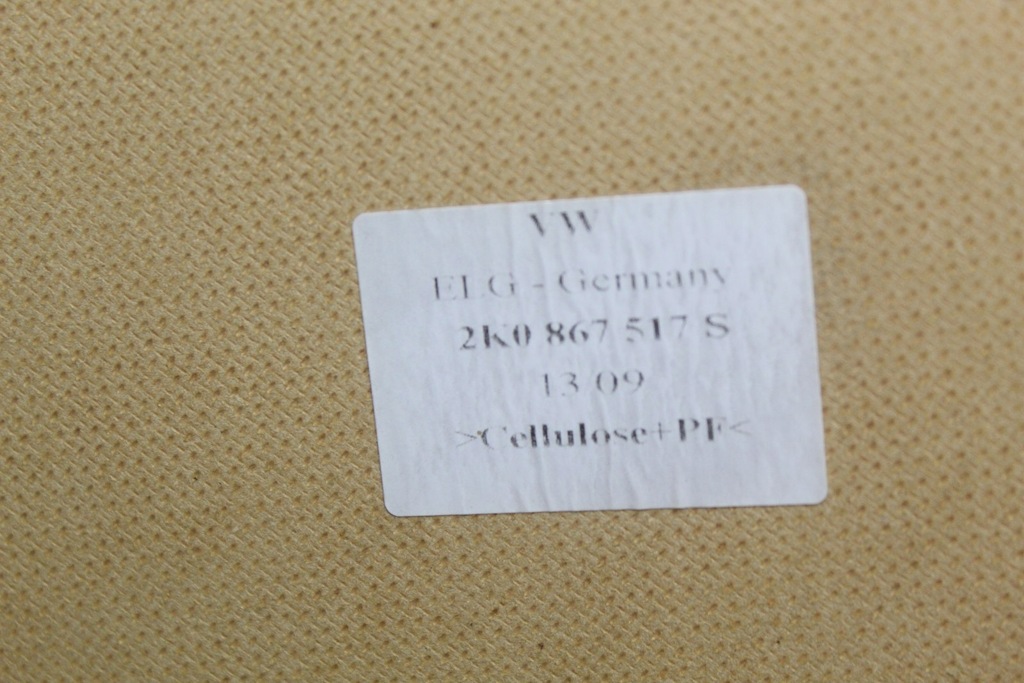 VW
ELG - Germany
2K0 867 517 S
13 09
>Cellulose+PF<